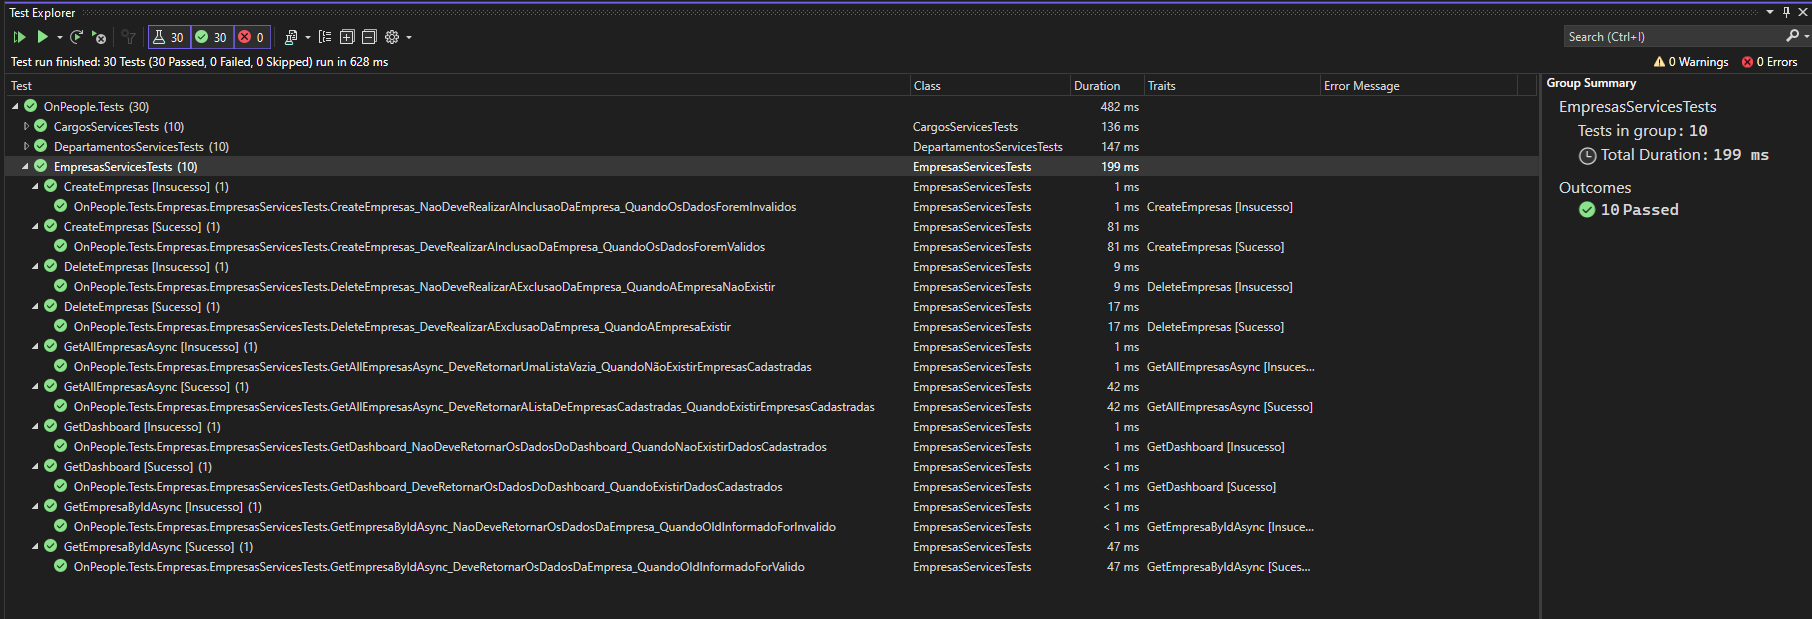 Test Explorer
30 30 0
Search (Ctrl+I)
Test run finished: 30 Tests (30 Passed, 0 Failed, 0 Skipped) run in 628 ms
0 Warnings 0 Errors
Test Class Duration Traits Error Message
OnPeople.Tests (30) 482 ms
CargosServicesTests (10) CargosServicesTests 136 ms
DepartamentosServicesTests (10) DepartamentosServicesTests 147 ms
EmpresasServicesTests (10) EmpresasServicesTests 199 ms
CreateEmpresas [Insucesso] (1) EmpresasServicesTests 1 ms
OnPeople.Tests.Empresas.EmpresasServicesTests.CreateEmpresas_NaoDeveRealizarAInclusaoDaEmpresa_QuandoOsDadosForemInvalidos EmpresasServicesTests 1 ms CreateEmpresas [Insucesso]
CreateEmpresas [Sucesso] (1) EmpresasServicesTests 81 ms
OnPeople.Tests.Empresas.EmpresasServicesTests.CreateEmpresas_DeveRealizarAInclusaoDaEmpresa_QuandoOsDadosForemValidos EmpresasServicesTests 81 ms CreateEmpresas [Sucesso]
DeleteEmpresas [Insucesso] (1) EmpresasServicesTests 9 ms
OnPeople.Tests.Empresas.EmpresasServicesTests.DeleteEmpresas_NaoDeveRealizarAExclusaoDaEmpresa_QuandoAEmpresaNaoExistir EmpresasServicesTests 9 ms DeleteEmpresas [Insucesso]
DeleteEmpresas [Sucesso] (1) EmpresasServicesTests 17 ms
OnPeople.Tests.Empresas.EmpresasServicesTests.DeleteEmpresas_DeveRealizarAExclusaoDaEmpresa_QuandoAEmpresaExistir EmpresasServicesTests 17 ms DeleteEmpresas [Sucesso]
GetAllEmpresasAsync [Insucesso] (1) EmpresasServicesTests 1 ms
OnPeople.Tests.Empresas.EmpresasServicesTests.GetAllEmpresasAsync_DeveRetornarUmaListaVazia_QuandoNãoExistirEmpresasCadastradas EmpresasServicesTests 1 ms GetAllEmpresasAsync [Insuces...
GetAllEmpresasAsync [Sucesso] (1) EmpresasServicesTests 42 ms
OnPeople.Tests.Empresas.EmpresasServicesTests.GetAllEmpresasAsync_DeveRetornarAListaDeEmpresasCadastradas_QuandoExistirEmpresasCadastradas EmpresasServicesTests 42 ms GetAllEmpresasAsync [Sucesso]
GetDashboard [Insucesso] (1) EmpresasServicesTests 1 ms
OnPeople.Tests.Empresas.EmpresasServicesTests.GetDashboard_NaoDeveRetornarOsDadosDoDashboard_QuandoNaoExistirDadosCadastrados EmpresasServicesTests 1 ms GetDashboard [Insucesso]
GetDashboard [Sucesso] (1) EmpresasServicesTests < 1 ms
OnPeople.Tests.Empresas.EmpresasServicesTests.GetDashboard_DeveRetornarOsDadosDoDashboard_QuandoExistirDadosCadastrados EmpresasServicesTests < 1 ms GetDashboard [Sucesso]
GetEmpresaByIdAsync [Insucesso] (1) EmpresasServicesTests < 1 ms
OnPeople.Tests.Empresas.EmpresasServicesTests.GetEmpresaByIdAsync_NaoDeveRetornarOsDadosDaEmpresa_QuandoOIdInformadoForInvalido EmpresasServicesTests < 1 ms GetEmpresaByIdAsync [Insuce...
GetEmpresaByIdAsync [Sucesso] (1) EmpresasServicesTests 47 ms
OnPeople.Tests.Empresas.EmpresasServicesTests.GetEmpresaByIdAsync_DeveRetornarOsDadosDaEmpresa_QuandoOIdInformadoForValido EmpresasServicesTests 47 ms GetEmpresaByIdAsync [Suces...
Group Summary
EmpresasServicesTests
Tests in group: 10
Total Duration: 199 ms
Outcomes
10 Passed